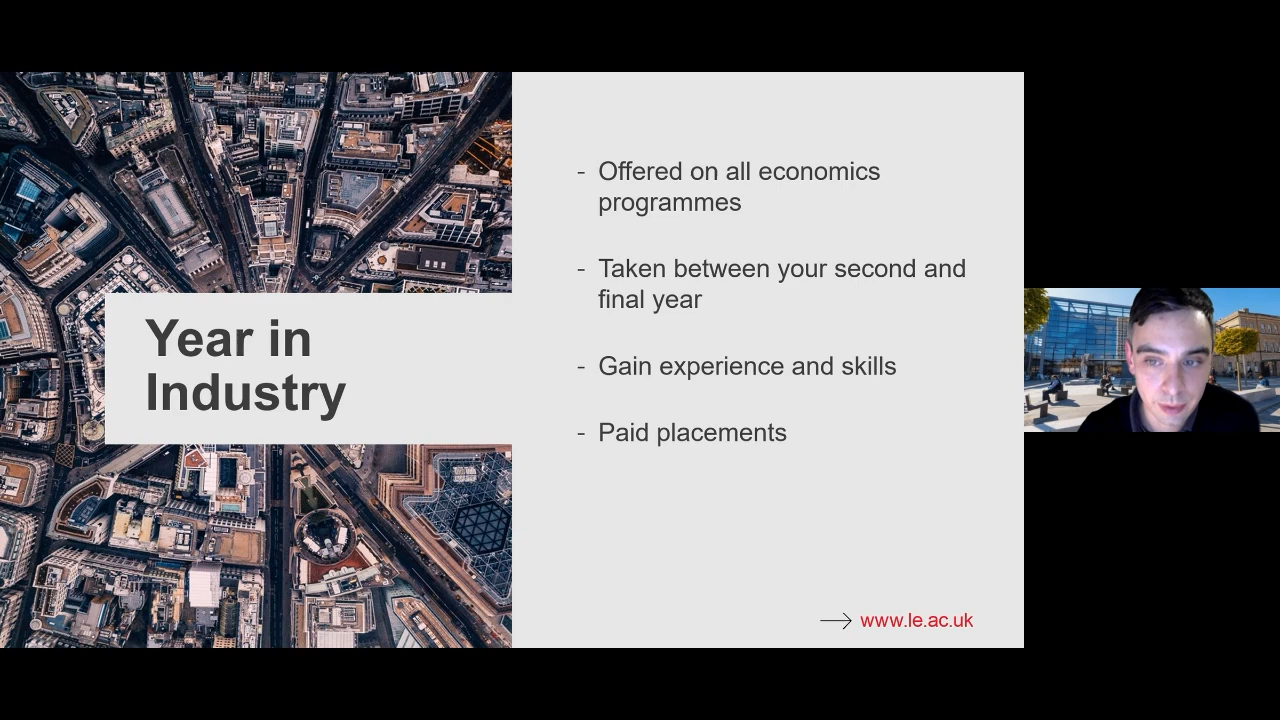 Year in
Industry
- Offered on all economics
programmes
- Taken between your second and
final year
- Gain experience and skills
- Paid placements
www.le.ac.uk